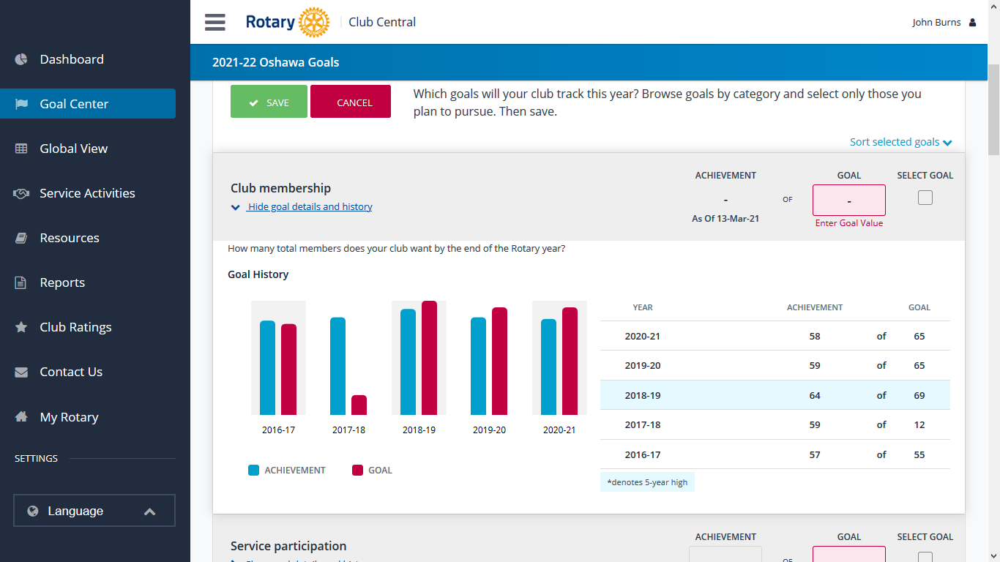 Rotary
Club Central
John Burns
Dashboard
Goal Center
Global View
Service Activities
Resources
Reports
Club Ratings
Contact Us
My Rotary
SETTINGS
Language
2021-22 Oshawa Goals
SAVE
CANCEL
Which goals will your club track this year? Browse goals by category and select only those you
plan to pursue. Then save.
Sort selected goals
Club membership
Hide goal details and history
ACHIEVEMENT GOAL SELECT GOAL
- OF -
As Of 13-Mar-21
Enter Goal Value
How many total members does your club want by the end of the Rotary year?
Goal History
2016-17 2017-18 2018-19 2019-20 2020-21
ACHIEVEMENT GOAL
YEAR ACHIEVEMENT GOAL
2020-21 58 of 65
2019-20 59 of 65
2018-19 64 of 69
2017-18 59 of 12
2016-17 57 of 55
*denotes 5-year high
Service participation
ACHIEVEMENT GOAL SELECT GOAL
OF